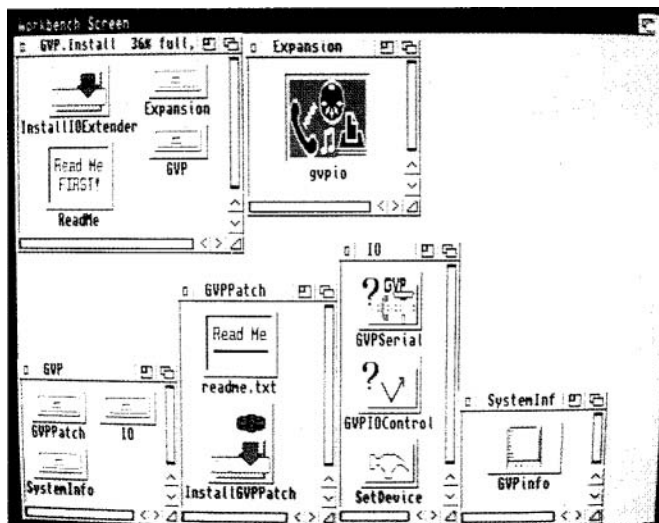 Workbench Screen
GVP.Install 36% full,
InstallIOExtender
Expansion
GVP
Read Me
FIRST!
ReadMe
Expansion
gvpio
GVPPatch
Read Me
readme.txt
InstallGVPPatch
IO
GVP
GVPSerial
GVPIOControl
SetDevice
GVP
GVPPatch
IO
SystemInfo
SystemInf
GVPinfo